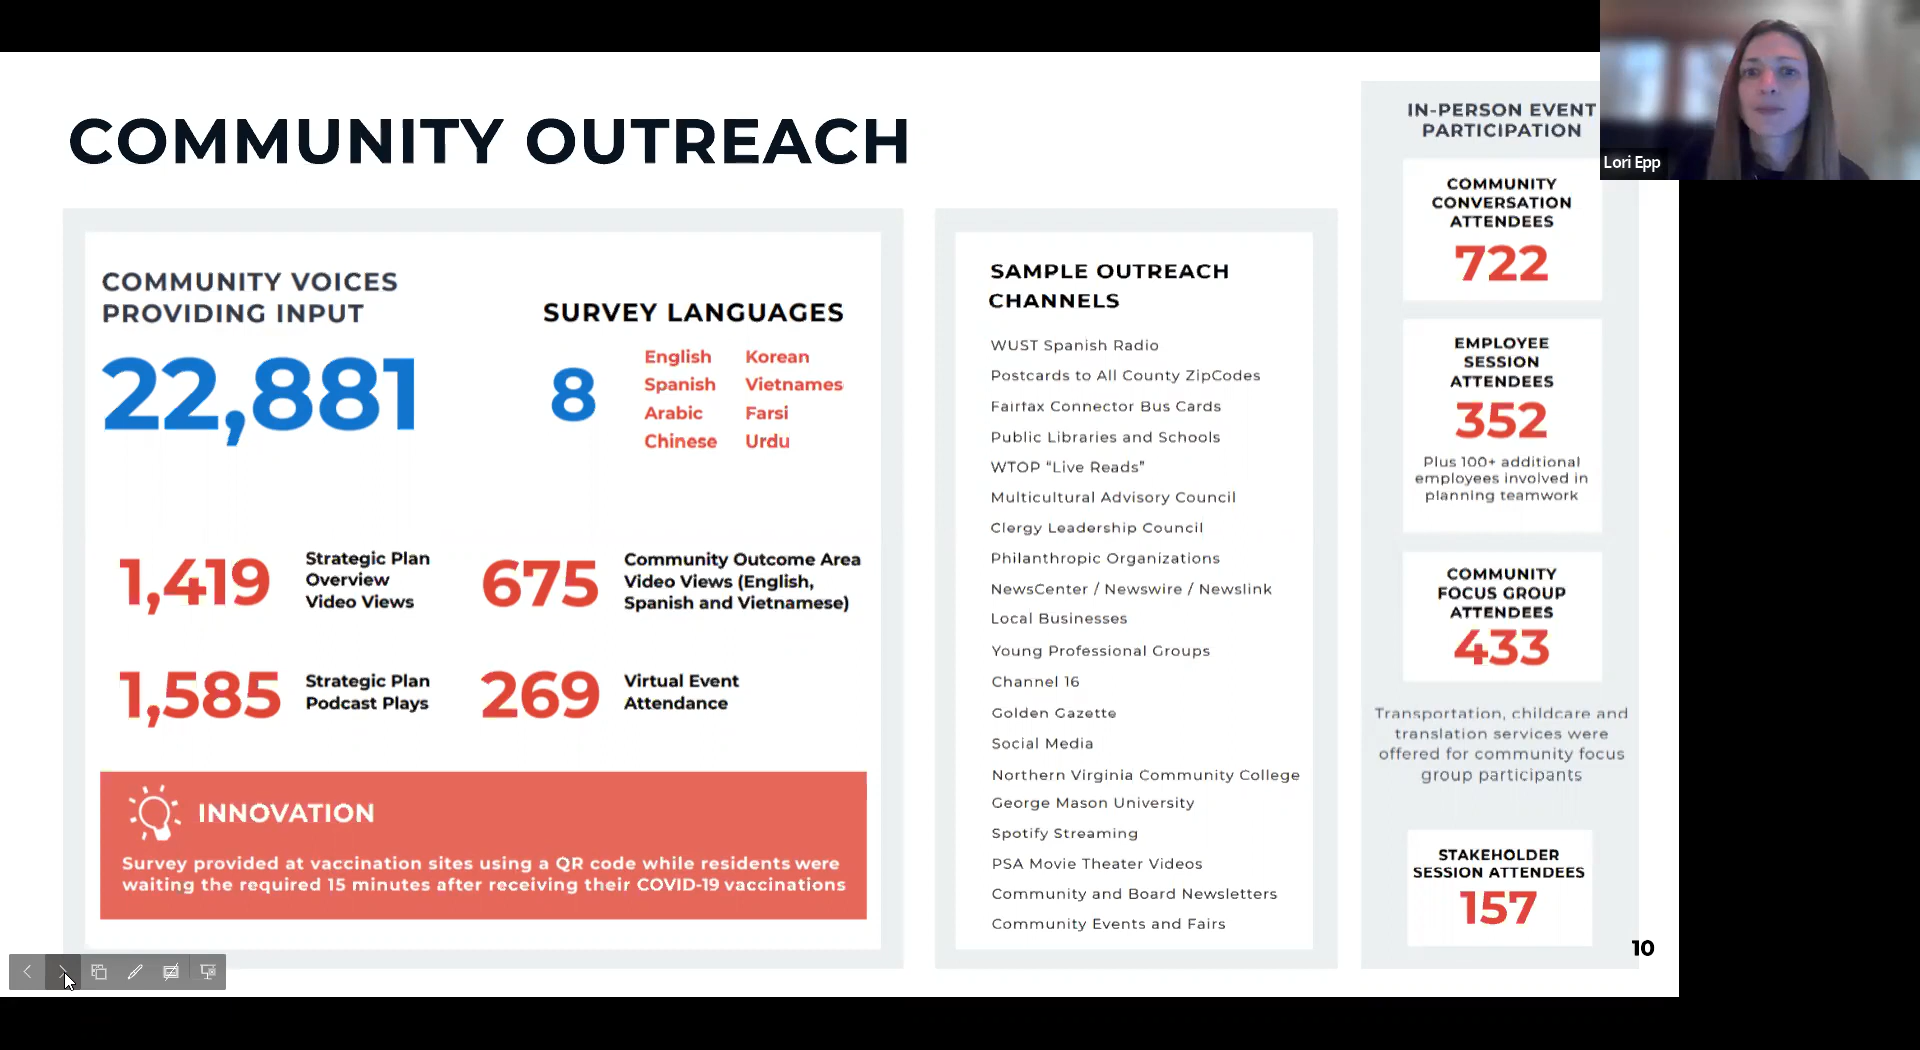 COMMUNITY OUTREACH
COMMUNITY VOICES
PROVIDING INPUT
22,881
SURVEY LANGUAGES
8
English Korean
Spanish Vietnames
Arabic Farsi
Chinese Urdu
1,419
Strategic Plan
Overview
Video Views
675
Community Outcome Area
Video Views (English,
Spanish and Vietnamese)
1,585
Strategic Plan
Podcast Plays
269
Virtual Event
Attendance
INNOVATION
Survey provided at vaccination sites using a QR code while residents were
waiting the required 15 minutes after receiving their COVID-19 vaccinations
SAMPLE OUTREACH
CHANNELS
WUST Spanish Radio
Postcards to All County ZipCodes
Fairfax Connector Bus Cards
Public Libraries and Schools
WTOP “Live Reads”
Multicultural Advisory Council
Clergy Leadership Council
Philanthropic Organizations
NewsCenter / Newswire / Newslink
Local Businesses
Young Professional Groups
Channel 16
Golden Gazette
Social Media
Northern Virginia Community College
George Mason University
Spotify Streaming
PSA Movie Theater Videos
Community and Board Newsletters
Community Events and Fairs
IN-PERSON EVENT
PARTICIPATION
COMMUNITY
CONVERSATION
ATTENDEES
722
EMPLOYEE
SESSION
ATTENDEES
352
Plus 100+ additional
employees involved in
planning teamwork
COMMUNITY
FOCUS GROUP
ATTENDEES
433
Transportation, childcare and
translation services were
offered for community focus
group participants
STAKEHOLDER
SESSION ATTENDEES
157
10
Lori Epp